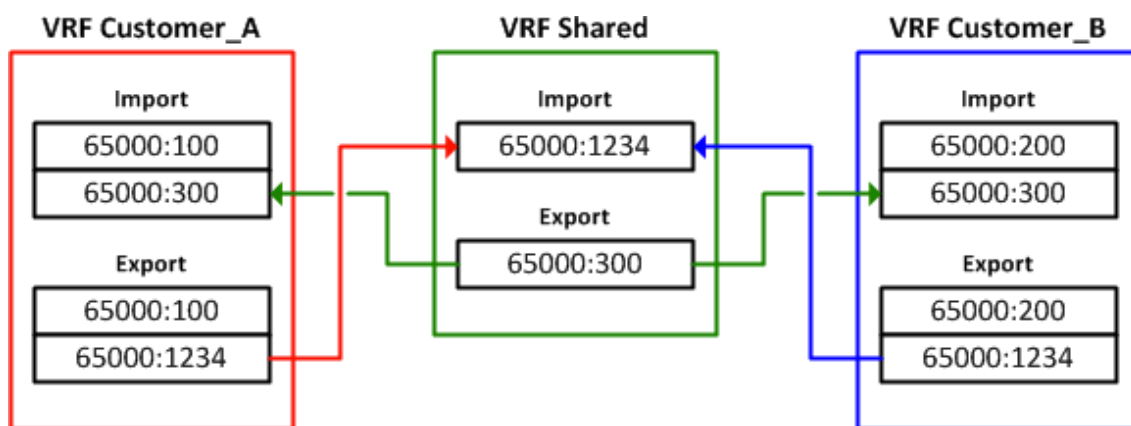 VRF Customer_A
Import
65000:100
65000:300
Export
65000:100
65000:1234
VRF Shared
Import
65000:1234
Export
65000:300
VRF Customer_B
Import
65000:200
65000:300
Export
65000:200
65000:1234